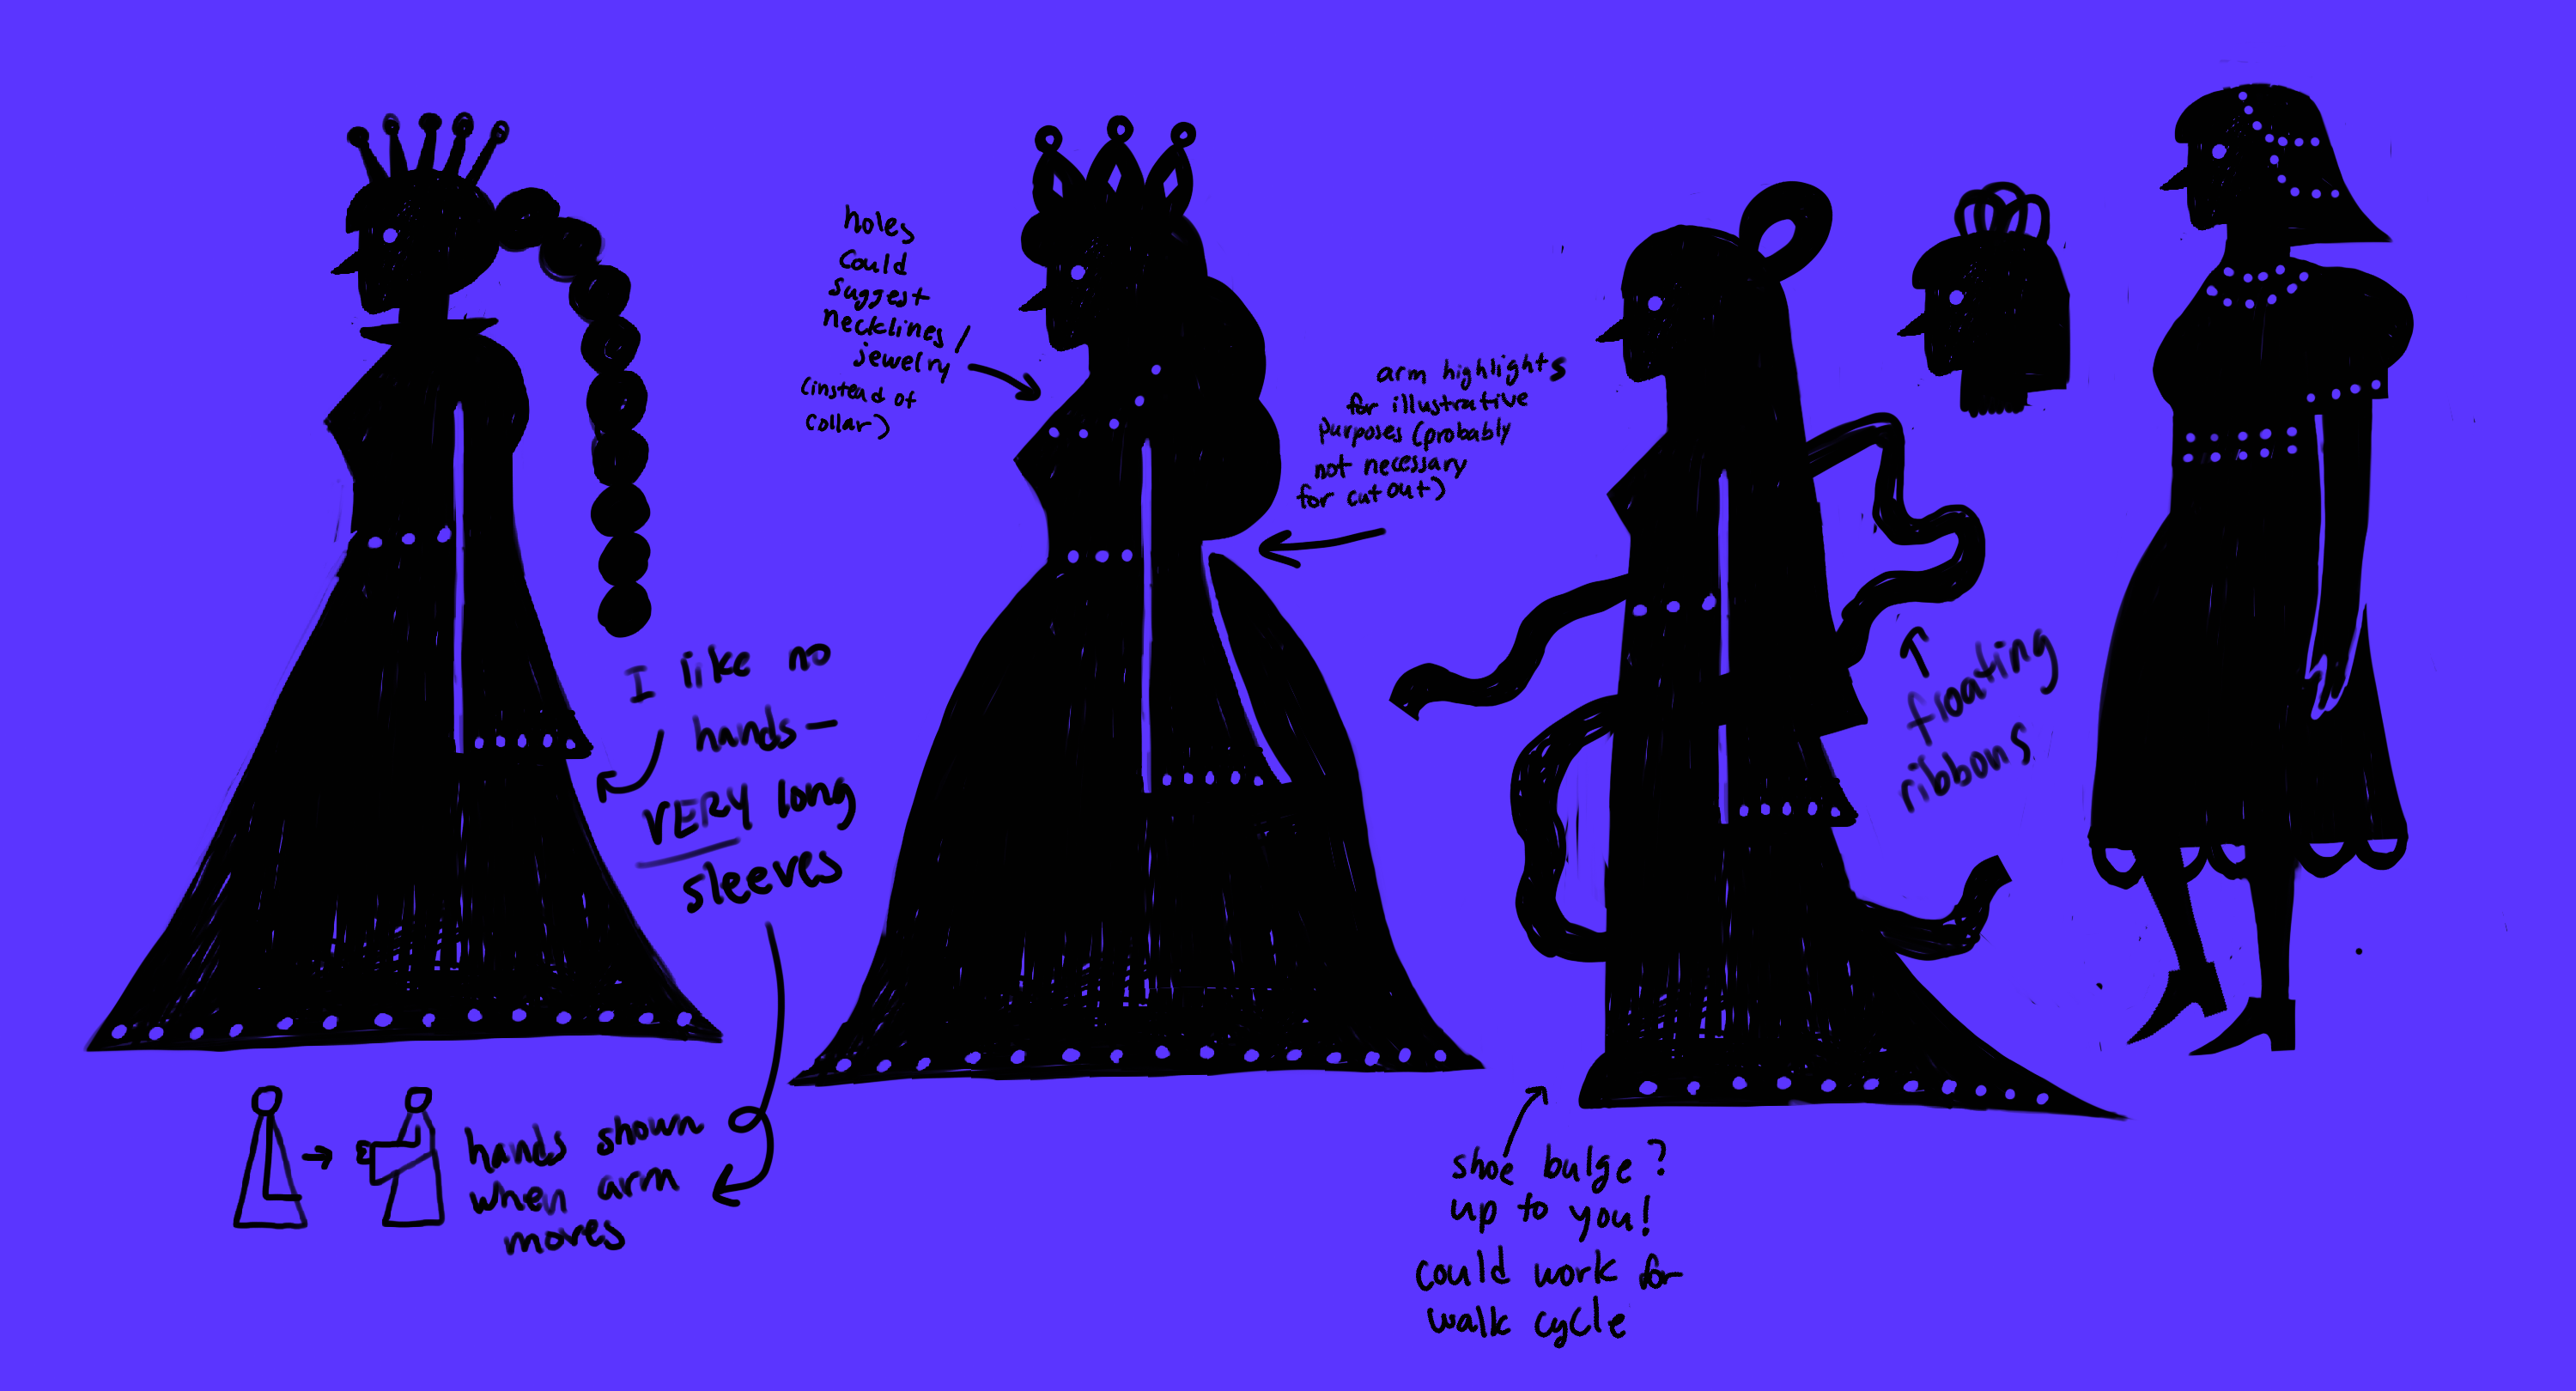 holes
could
suggest
necklines /
jewelry
(instead of
collar)
arm highlights
for illustrative
purposes (probably
not necessary
for cut out)
I like no
hands—
VERY long
sleeves
floating
ribbons
hands shown
when arm
moves
shoe bulge?
up to you!
could work for
walk cycle